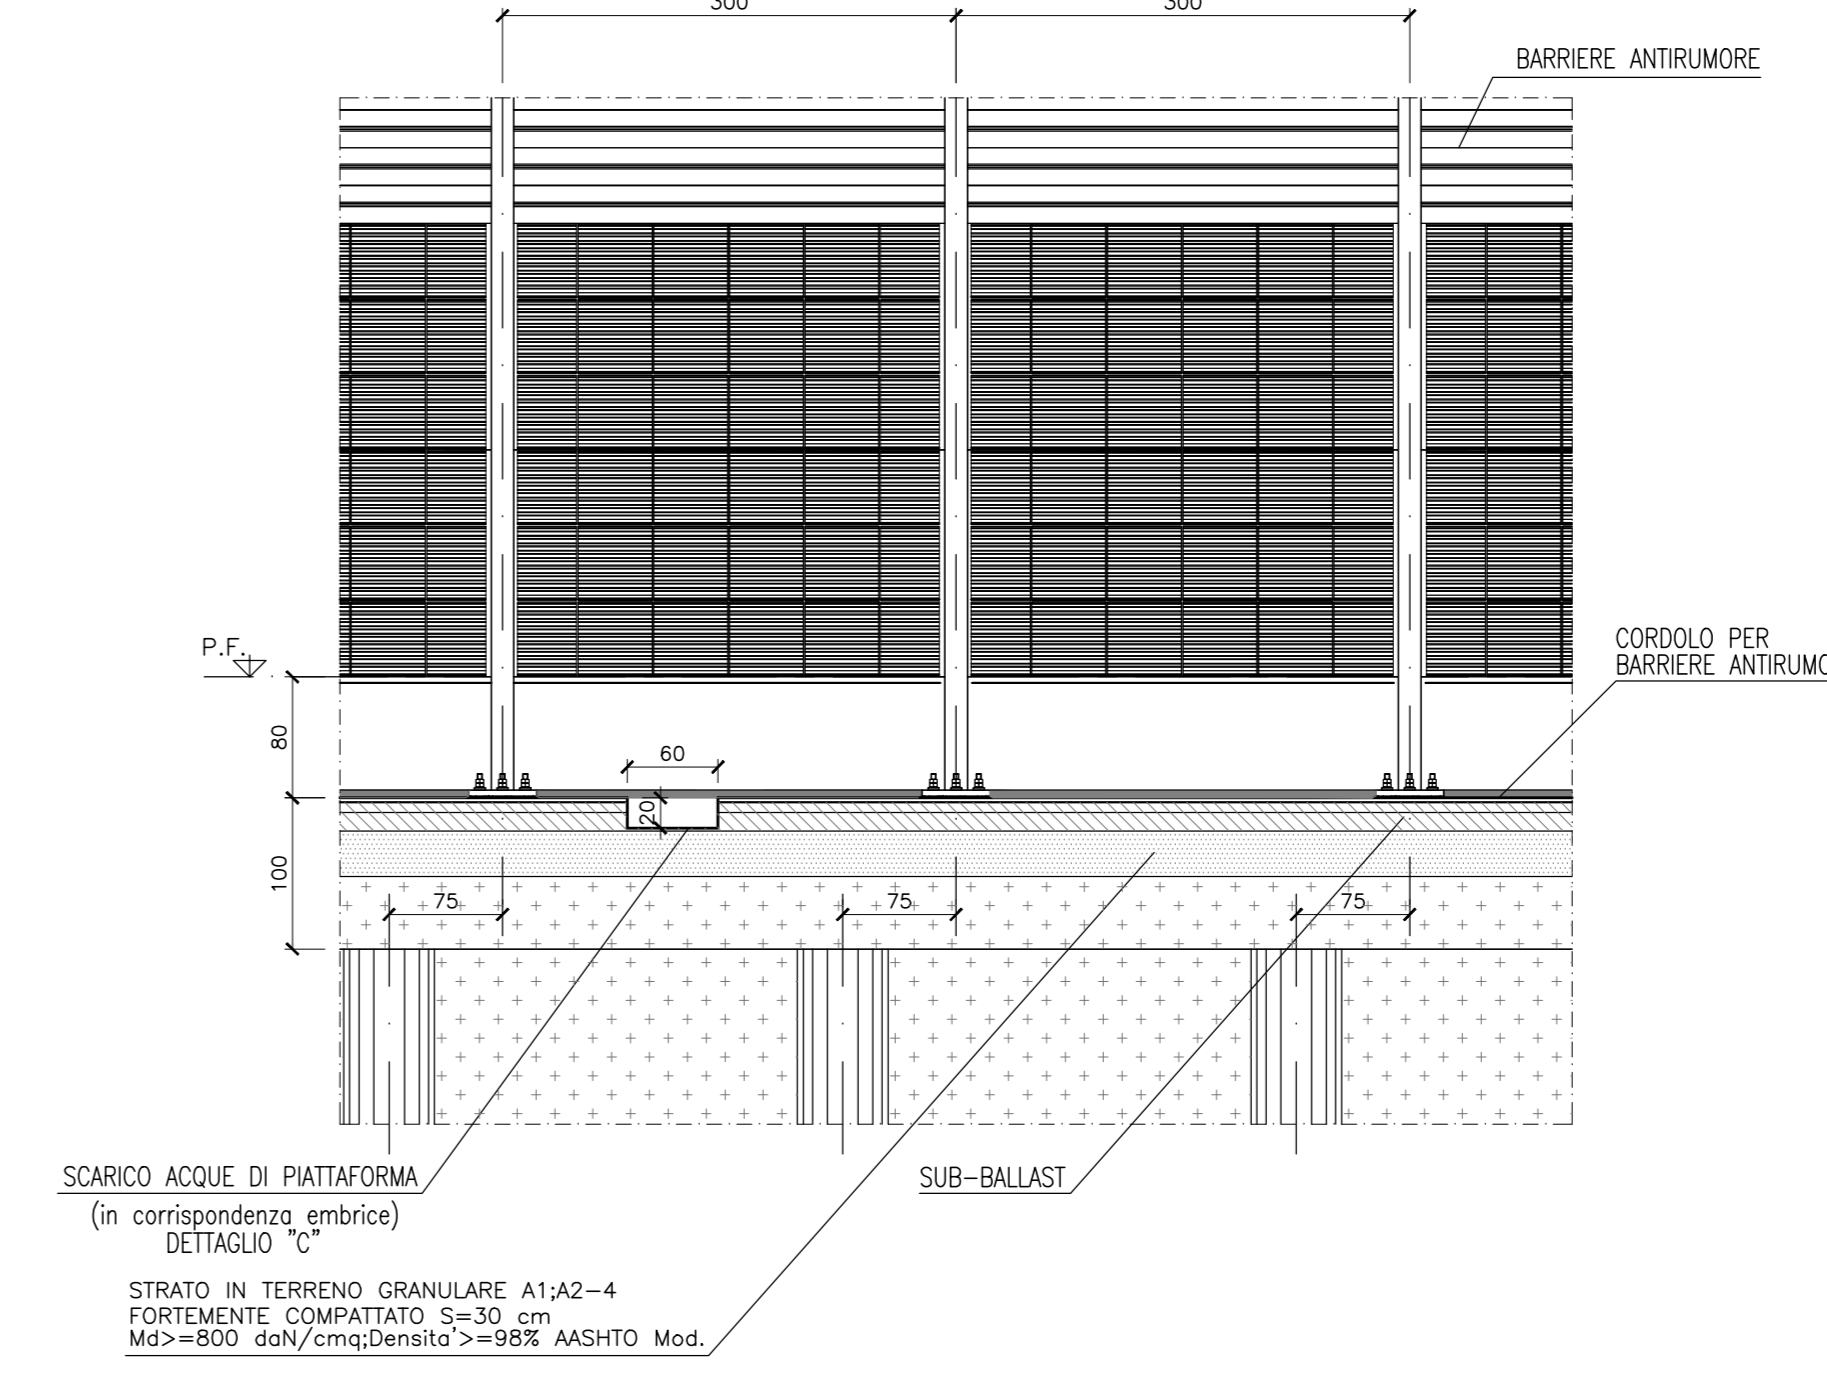 300 300
BARRIERE ANTIRUMORE
P.F.
CORDOLO PER
BARRIERE ANTIRUMO
80
60
20
100
75 75 75
SCARICO ACQUE DI PIATTAFORMA
(in corrispondenza embrice)
DETTAGLIO "C"
SUB-BALLAST
STRATO IN TERRENO GRANULARE A1;A2-4
FORTEMENTE COMPATTATO S=30 cm
Md>=800 daN/cmq;Densita'>=98% AASHTO Mod.